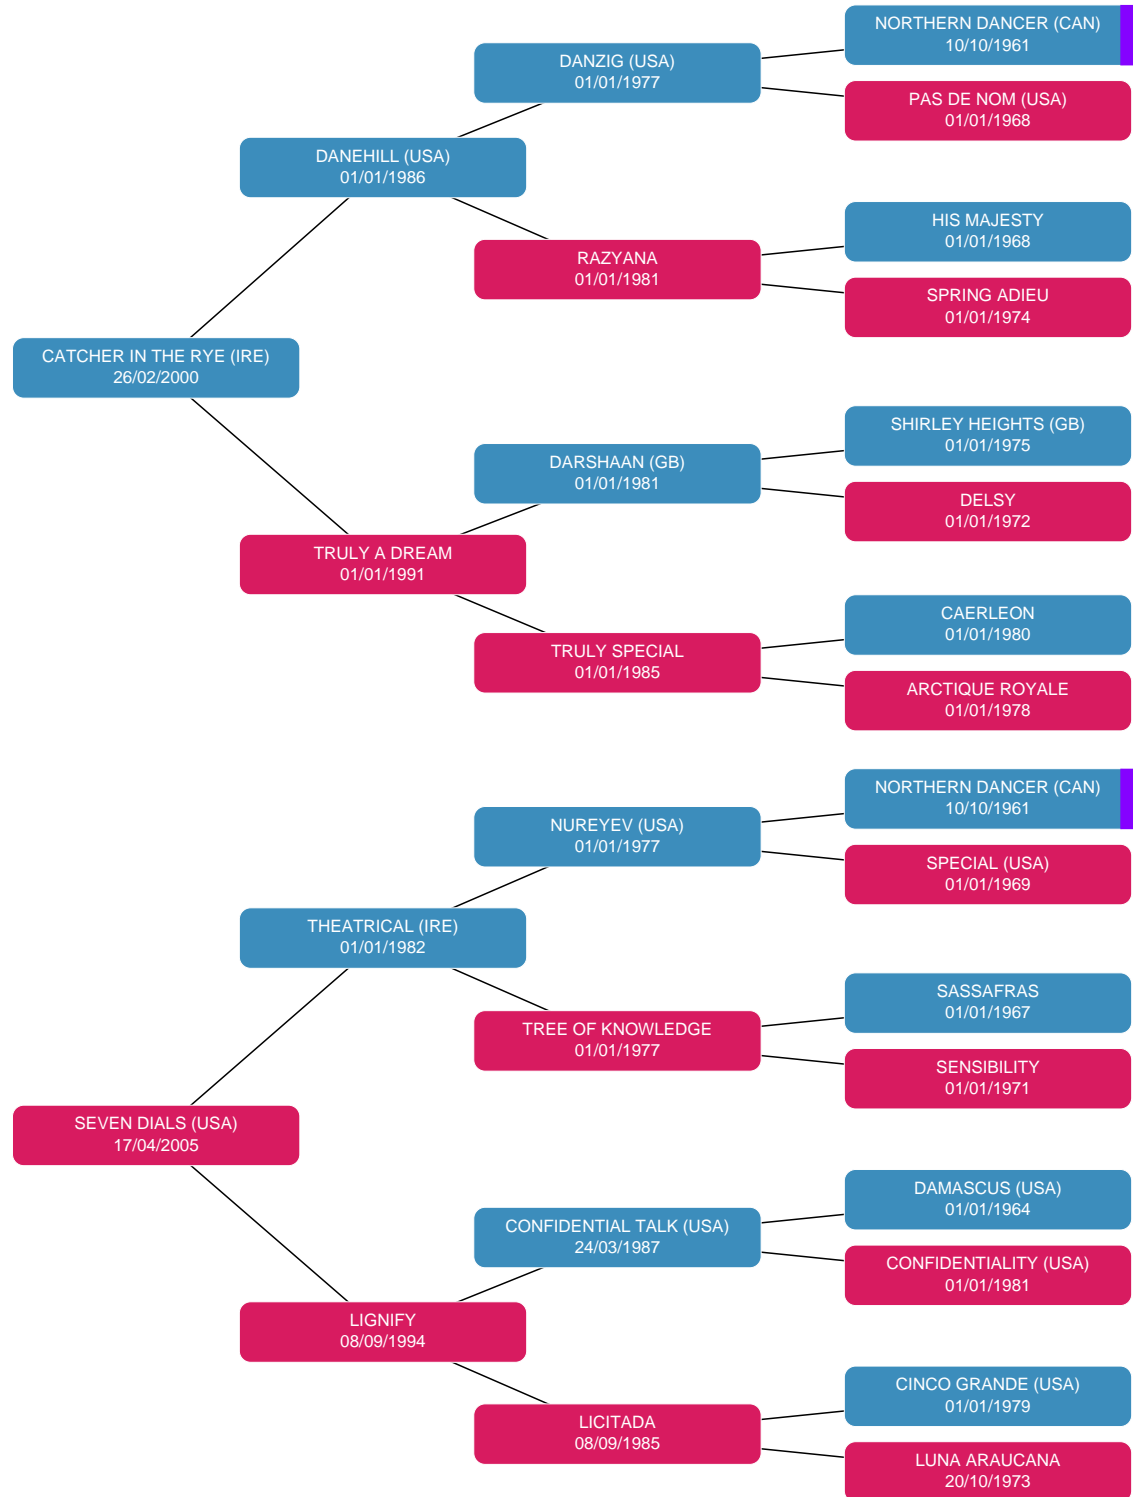 NORTHERN DANCER (CAN)
10/10/1961
DANZIG (USA)
01/01/1977
PAS DE NOM (USA)
01/01/1968
DANEHILL (USA)
01/01/1986
HIS MAJESTY
01/01/1968
RAZYANA
01/01/1981
SPRING ADIEU
01/01/1974
CATCHER IN THE RYE (IRE)
26/02/2000
SHIRLEY HEIGHTS (GB)
01/01/1975
DARSHAAN (GB)
01/01/1981
DELSY
01/01/1972
TRULY A DREAM
01/01/1991
CAERLEON
01/01/1980
TRULY SPECIAL
01/01/1985
ARCTIQUE ROYALE
01/01/1978
NORTHERN DANCER (CAN)
10/10/1961
NUREYEV (USA)
01/01/1977
SPECIAL (USA)
01/01/1969
THEATRICAL (IRE)
01/01/1982
SASSAFRAS
01/01/1967
TREE OF KNOWLEDGE
01/01/1977
SENSIBILITY
01/01/1971
SEVEN DIALS (USA)
17/04/2005
DAMASCUS (USA)
01/01/1964
CONFIDENTIAL TALK (USA)
24/03/1987
CONFIDENTIALITY (USA)
01/01/1981
LIGNIFY
08/09/1994
CINCO GRANDE (USA)
01/01/1979
LICITADA
08/09/1985
LUNA ARAUCANA
20/10/1973